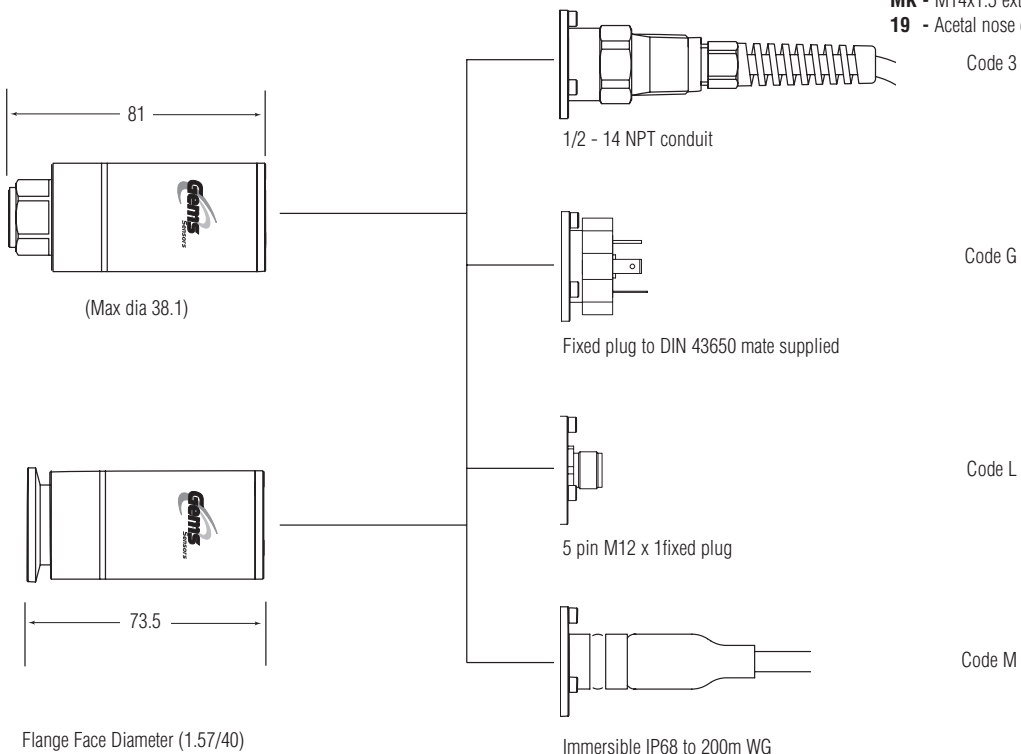 MK - M14x1.5
19 - Acetal nose
Code 3
81
1/2 - 14 NPT conduit
Gems
Sensors
(Max dia 38.1)
Code G
Fixed plug to DIN 43650 mate supplied
Code L
Gems
Sensors
5 pin M12 x 1fixed plug
73.5
Code M
Flange Face Diameter (1.57/40)
Immersible IP68 to 200m WG